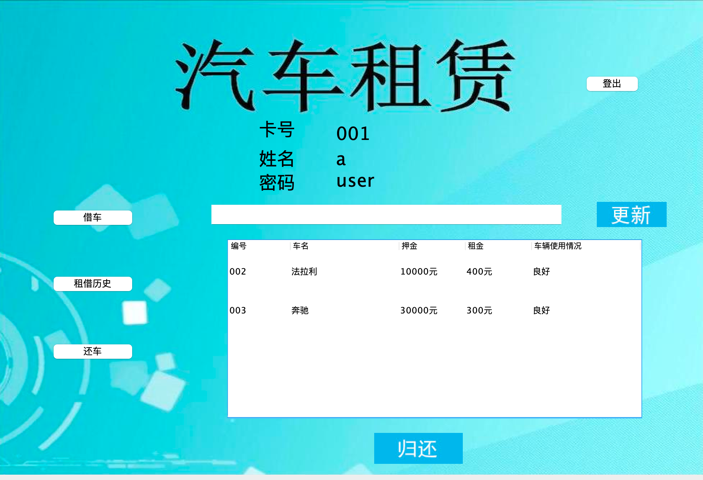 汽车租赁
登出
卡号 001
姓名 a
密码 user
借车
更新
编号 车名 押金 租金 车辆使用情况
002 法拉利 10000元 400元 良好
租借历史
003 奔驰 30000元 300元 良好
还车
归还